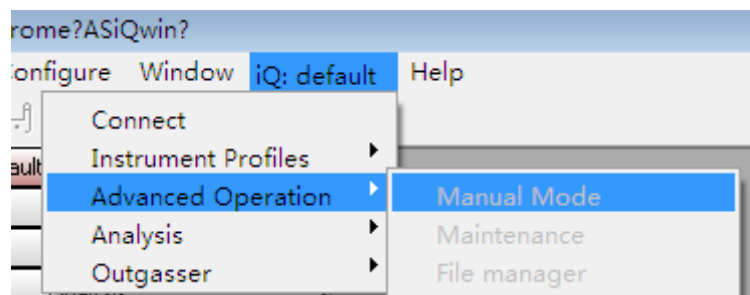 rome?ASiQwin?
onfigure Window iQ: default Help
Connect
ault
Instrument Profiles
Advanced Operation Manual Mode
Analysis Maintenance
Outgasser File manager